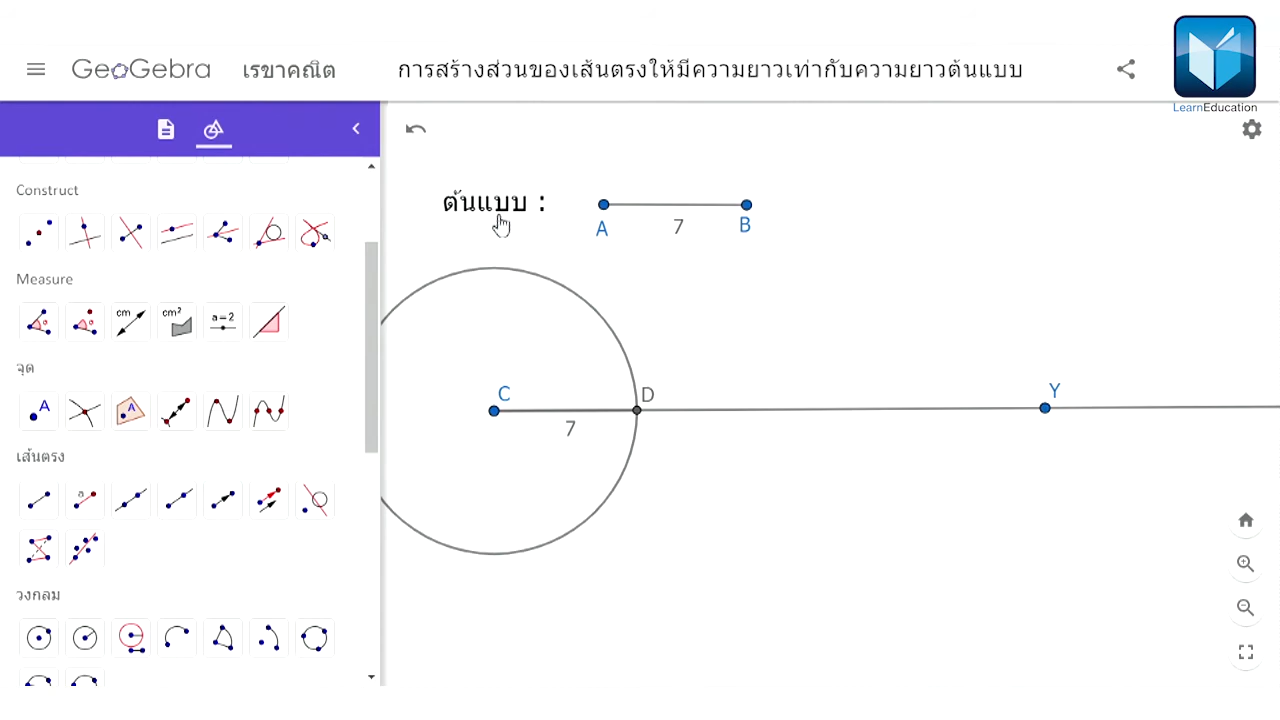 GeoGebra เรขาคณิต
การสร้างส่วนของเส้นตรงให้มีความยาวเท่ากับความยาวต้นแบบ
LearnEducation
Construct
Measure
cm
cm²
a=2
จุด
A
A
เส้นตรง
a
วงกลม
ต้นแบบ :
A
7
B
C
D
7
Y